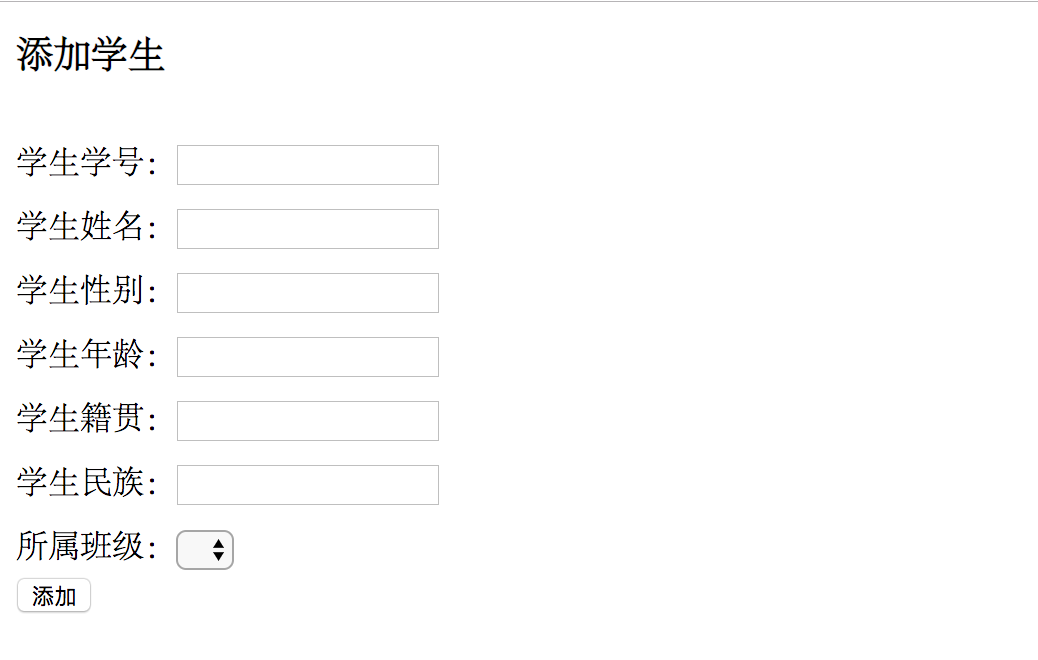 添加学生
学生学号：
学生姓名：
学生性别：
学生年龄：
学生籍贯：
学生民族：
所属班级：
添加